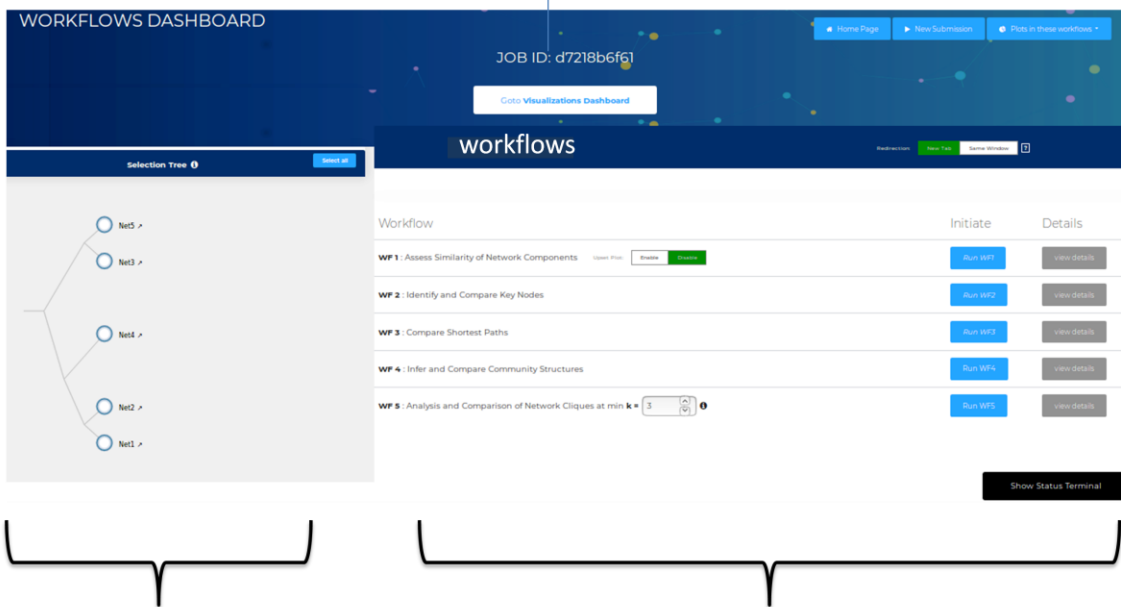 WORKFLOWS DASHBOARD
Home Page
New Submission
Plots in these workflows
JOB ID: d7218b6f61
Goto Visualizations Dashboard
workflows
Redirection
New Tab
Same Window
?
Selection Tree
Select all
Net5
Net3
Net4
Net2
Net1
Workflow Initiate Details
WF 1 : Assess Similarity of Network Components
Enable
Disable
Run WF1
view details
WF 2 : Identify and Compare Key Nodes
Run WF2
view details
WF 3 : Compare Shortest Paths
Run WF3
view details
WF 4 : Infer and Compare Community Structures
Run WF4
view details
WF 5 : Analysis and Comparison of Network Cliques at min k = 3
Run WF5
view details
Show Status Terminal